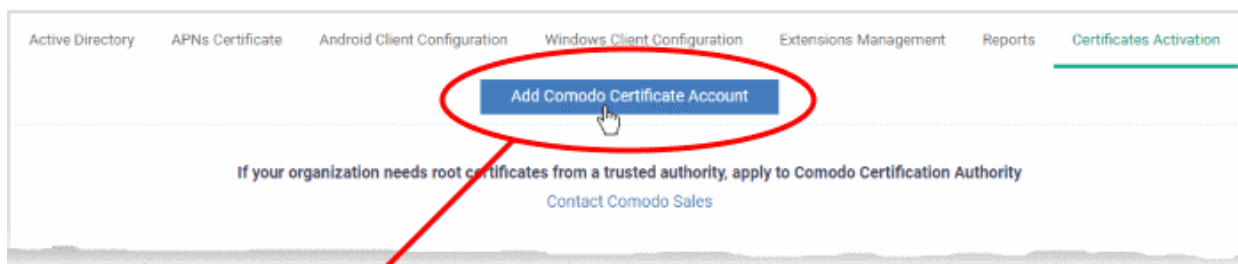 Active Directory APNs Certificate Android Client Configuration Windows Client Configuration Extensions Management Reports Certificates Activation
Add Comodo Certificate Account
If your organization needs root certificates from a trusted authority, apply to Comodo Certification Authority
Contact Comodo Sales